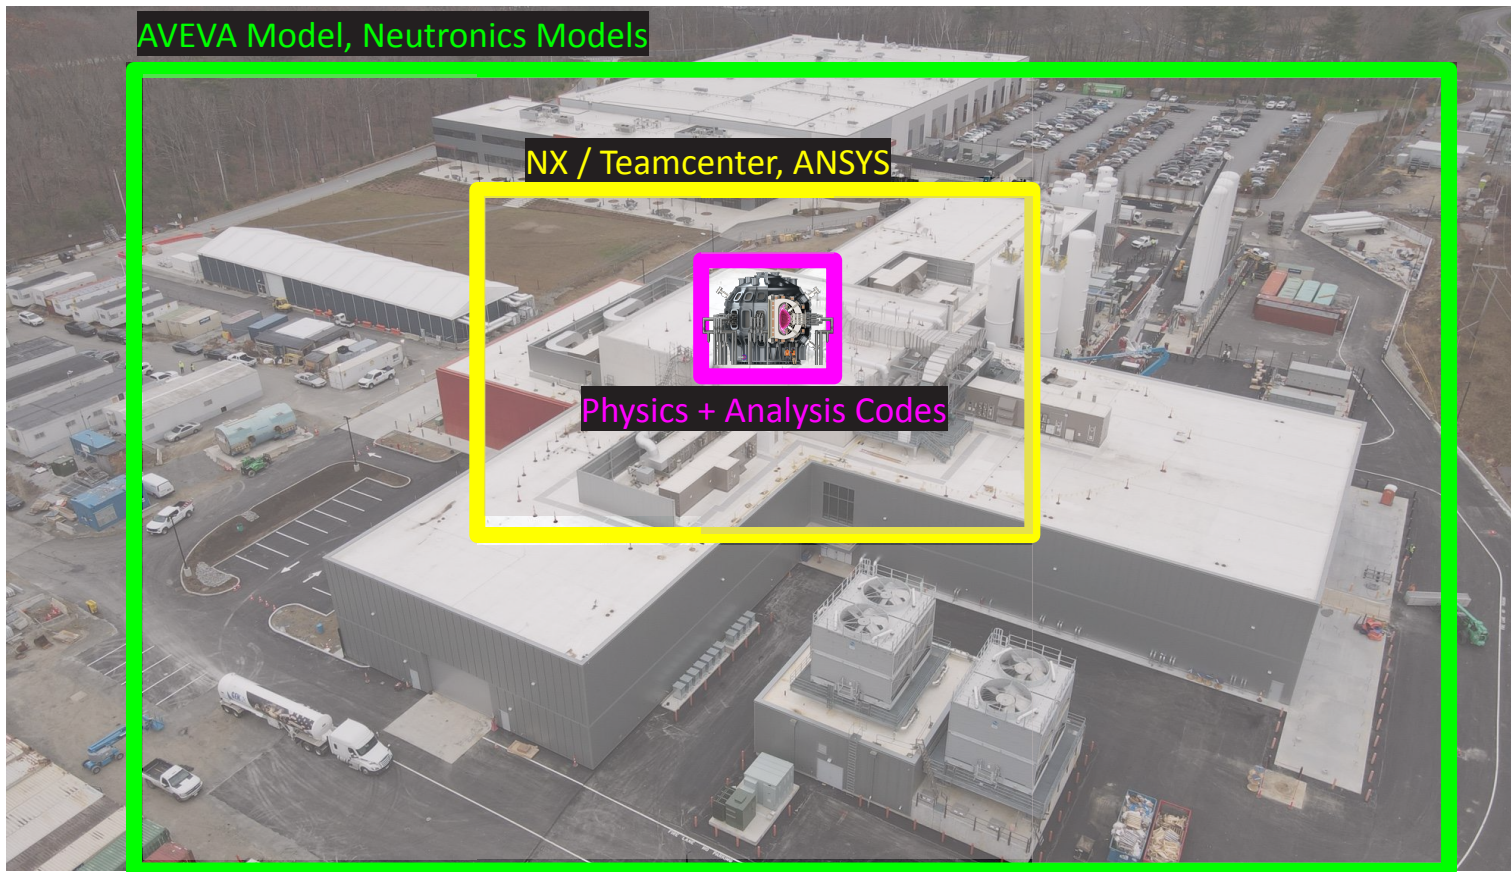 AVEVA Model, Neutronics Models
NX / Teamcenter, ANSYS
Physics + Analysis Codes